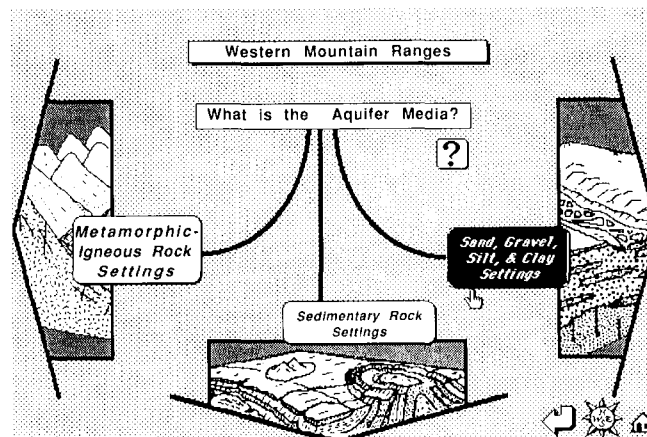 Western Mountain Ranges
What is the Aquifer Media?
?
Metamorphic-
Igneous Rock
Settings
Sand, Gravel,
Silt, & Clay
Settings
Sedimentary Rock
Settings